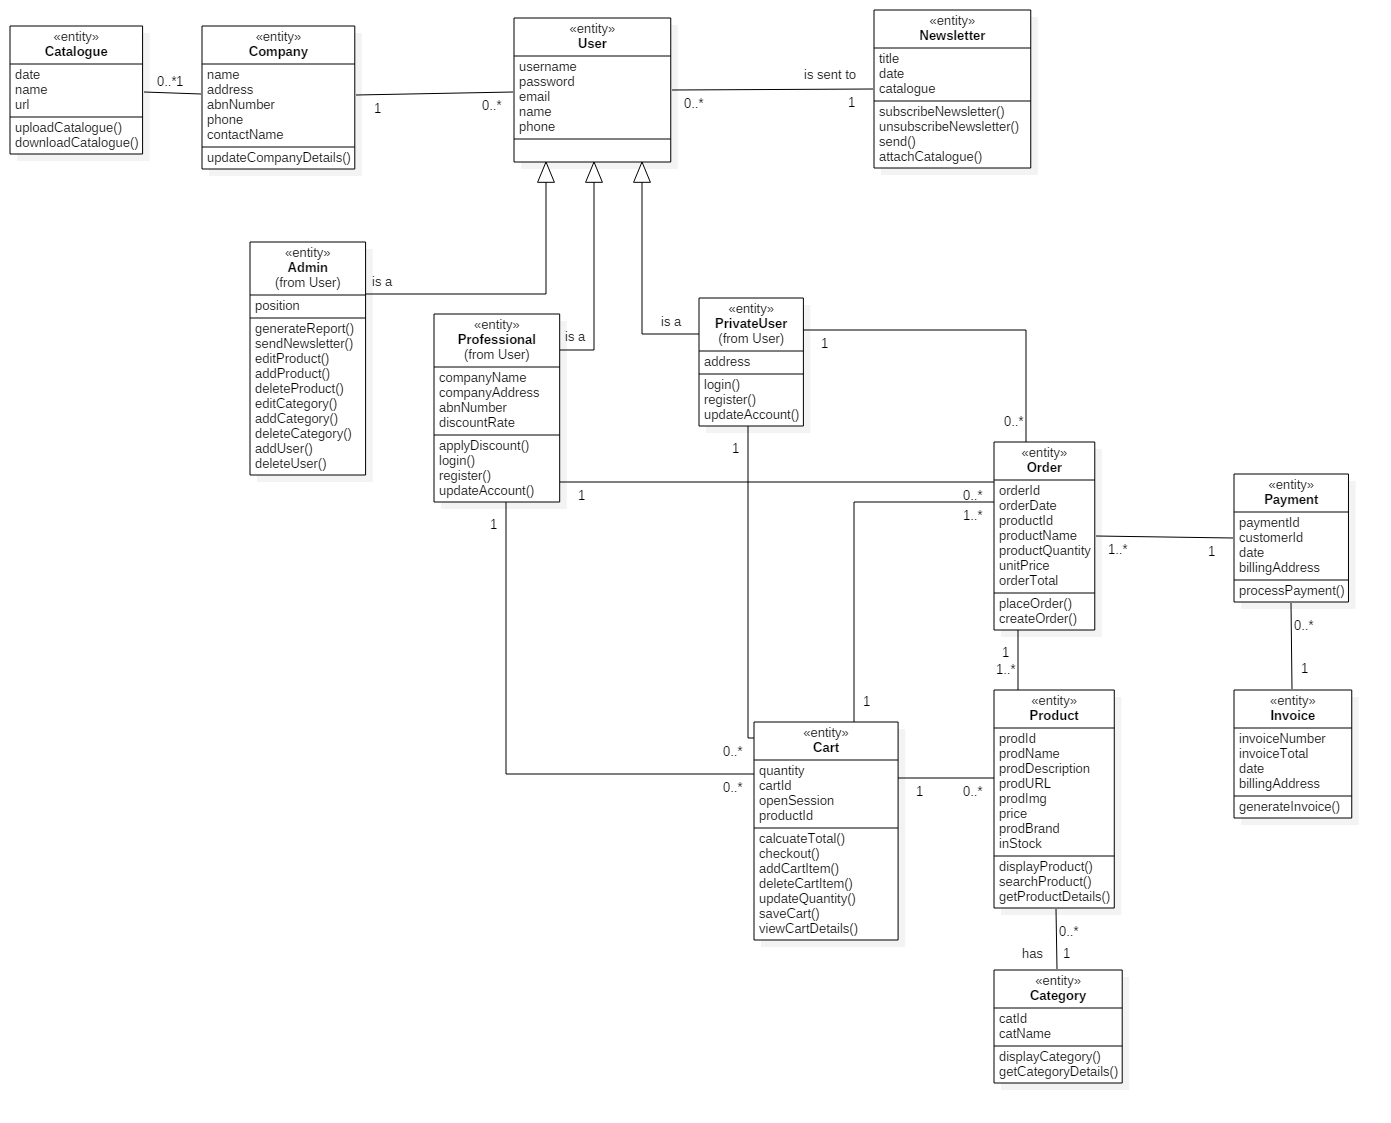 «entity»
Catalogue
date
name
url
uploadCatalogue()
downloadCatalogue()
0..*1
«entity»
Company
name
address
abnNumber
phone
contactName
updateCompanyDetails()
1
0..*
«entity»
User
username
password
email
name
phone
0..*
is sent to
1
«entity»
Newsletter
title
date
catalogue
subscribeNewsletter()
unsubscribeNewsletter()
send()
attachCatalogue()
«entity»
Admin
(from User)
position
generateReport()
sendNewsletter()
editProduct()
addProduct()
deleteProduct()
editCategory()
addCategory()
deleteCategory()
addUser()
deleteUser()
is a
«entity»
Professional
(from User)
companyName
companyAddress
abnNumber
discountRate
applyDiscount()
login()
register()
updateAccount()
is a
1
1
is a
«entity»
PrivateUser
(from User)
address
login()
register()
updateAccount()
1
1
0..*
«entity»
Order
orderId
orderDate
productId
productName
productQuantity
unitPrice
orderTotal
placeOrder()
createOrder()
0..*
1..*
1..*
1
«entity»
Payment
paymentId
customerId
date
billingAddress
processPayment()
0..*
1
«entity»
Invoice
invoiceNumber
invoiceTotal
date
billingAddress
generateInvoice()
1
1..*
1
0..*
0..*
«entity»
Cart
quantity
cartId
openSession
productId
calcuateTotal()
checkout()
addCartItem()
deleteCartItem()
updateQuantity()
saveCart()
viewCartDetails()
1
0..*
«entity»
Product
prodId
prodName
prodDescription
prodURL
prodImg
price
prodBrand
inStock
displayProduct()
searchProduct()
getProductDetails()
0..*
has
1
«entity»
Category
catId
catName
displayCategory()
getCategoryDetails()